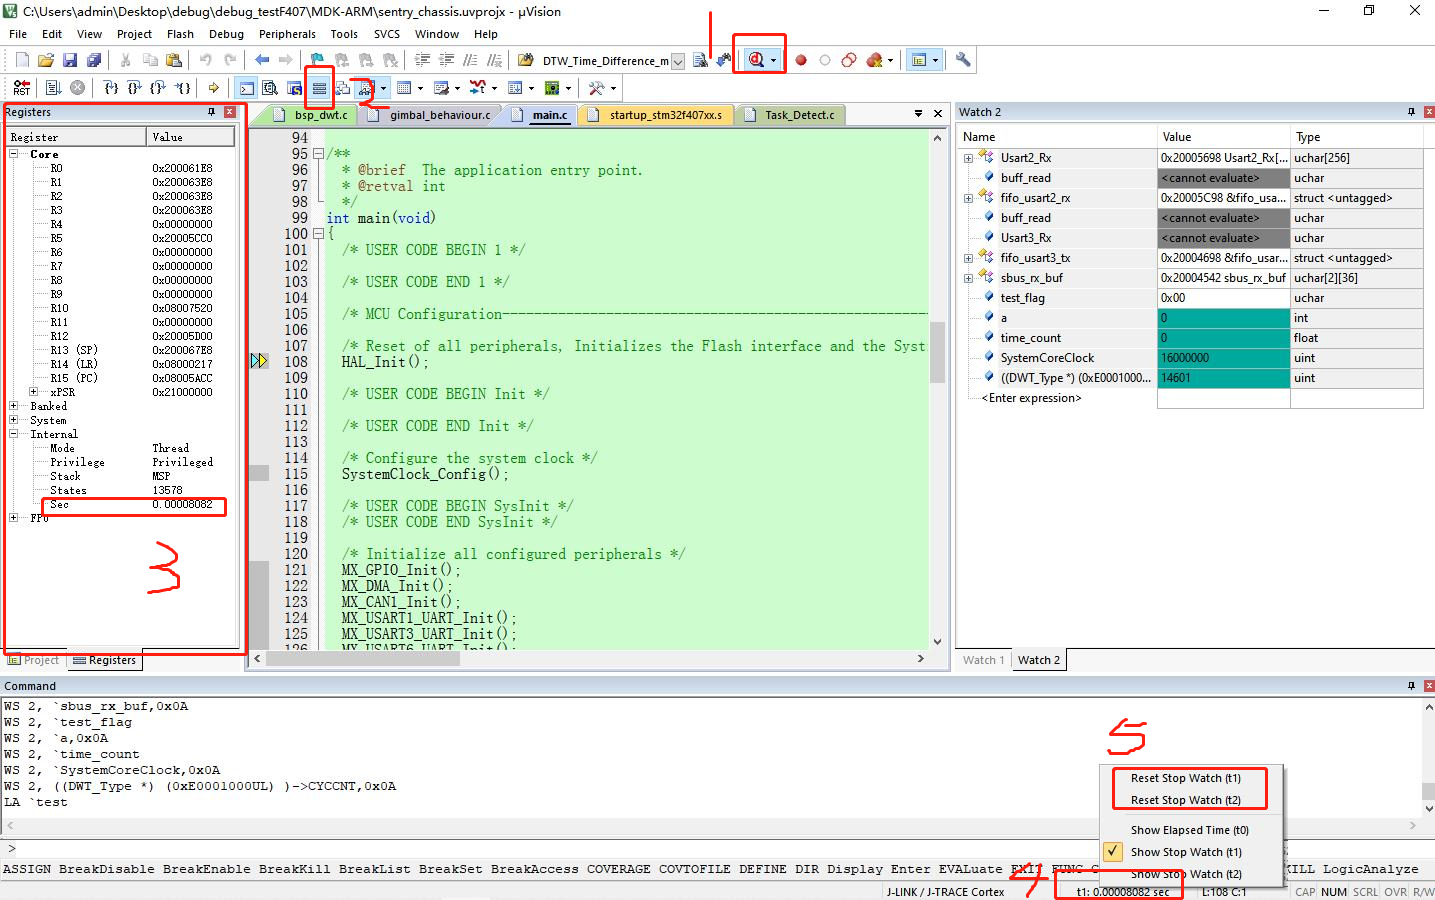 C:\Users\admin\Desktop\debug\debug_testF407\MDK-ARM\sentry_chassis.uvprojx - µVision
File Edit View Project Flash Debug Peripherals Tools SVCS Window Help
DTW_Time_Difference_m
1
2
RST
Registers
Register Value
Core
R0 0x200061E8
R1 0x200063E8
R2 0x200063E8
R3 0x200063E8
R4 0x00000000
R5 0x20005CC0
R6 0x00000000
R7 0x00000000
R8 0x00000000
R9 0x00000000
R10 0x08007520
R11 0x00000000
R12 0x20005D00
R13 (SP) 0x200067E8
R14 (LR) 0x08000217
R15 (PC) 0x08005ACC
xPSR 0x21000000
Banked
System
Internal
Mode Thread
Privilege Privileged
Stack MSP
States 13578
Sec 0.00008082
FPU
3
Project Registers
bsp_dwt.c gimbal_behaviour.c main.c startup_stm32f407xx.s Task_Detect.c
94
95 /**
96 * @brief The application entry point.
97 * @retval int
98 */
99 int main(void)
100 {
101 /* USER CODE BEGIN 1 */
102
103 /* USER CODE END 1 */
104
105 /* MCU Configuration------------------------------------------------------
106
107 /* Reset of all peripherals, Initializes the Flash interface and the Syst
108 HAL_Init();
109
110 /* USER CODE BEGIN Init */
111
112 /* USER CODE END Init */
113
114 /* Configure the system clock */
115 SystemClock_Config();
116
117 /* USER CODE BEGIN SysInit */
118 /* USER CODE END SysInit */
119
120 /* Initialize all configured peripherals */
121 MX_GPIO_Init();
122 MX_DMA_Init();
123 MX_CAN1_Init();
124 MX_USART1_UART_Init();
125 MX_USART3_UART_Init();
126 MX_USART6_UART_Init();
Watch 2
Name Value Type
Usart2_Rx 0x20005698 Usart2_Rx[... uchar[256]
buff_read <cannot evaluate> uchar
fifo_usart2_rx 0x20005C98 &fifo_usa... struct <untagged>
buff_read <cannot evaluate> uchar
Usart3_Rx <cannot evaluate> uchar
fifo_usart3_tx 0x20004698 &fifo_usar... struct <untagged>
sbus_rx_buf 0x20004542 sbus_rx_buf uchar[2][36]
test_flag 0x00 uchar
a 0 int
time_count 0 float
SystemCoreClock 16000000 uint
((DWT_Type *) (0xE0001000... 14601 uint
<Enter expression>
Watch 1 Watch 2
Command
WS 2, `sbus_rx_buf,0x0A
WS 2, `test_flag
WS 2, `a,0x0A
WS 2, `time_count
WS 2, `SystemCoreClock,0x0A
WS 2, ((DWT_Type *) (0xE0001000UL) )->CYCCNT,0x0A
LA `test
>
ASSIGN BreakDisable BreakEnable BreakKill BreakList BreakSet BreakAccess COVERAGE COVTOFILE DEFINE DIR Display Enter EVALuate EXIT FUNC KILL LogicAnalyze
5
Reset Stop Watch (t1)
Reset Stop Watch (t2)
Show Elapsed Time (t0)
Show Stop Watch (t1)
Show Stop Watch (t2)
4
J-LINK / J-TRACE Cortex t1: 0.00008082 sec L:108 C:1 CAP NUM SCRL OVR R/W